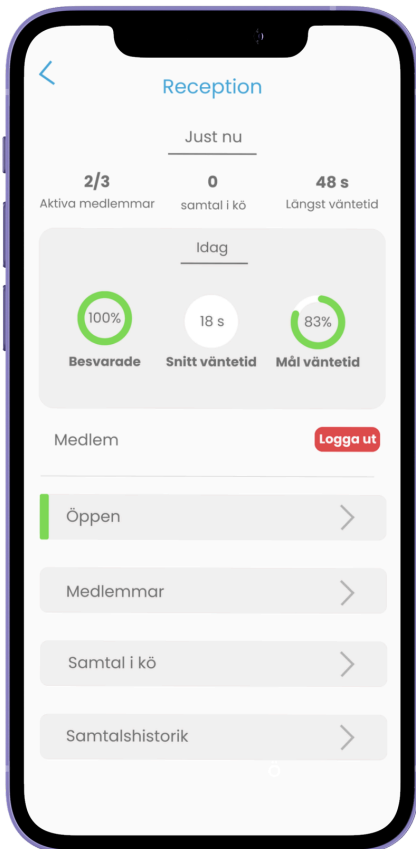 Reception
Just nu
2/3 0 48 s
Aktiva medlemmar samtal i kö Längst väntetid
Idag
100% 18 s 83%
Besvarade Snitt väntetid Mål väntetid
Medlem Logga ut
Öppen
Medlemmar
Samtal i kö
Samtalshistorik